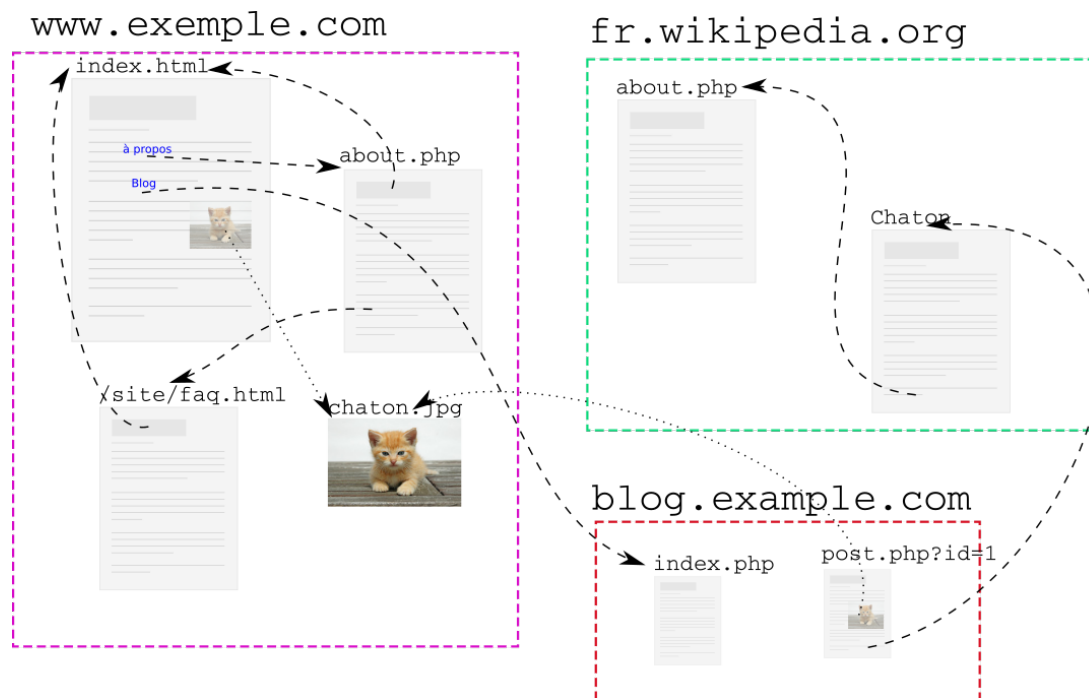 www.exemple.com
index.html
à propos
Blog
about.php
/site/faq.html
chaton.jpg
fr.wikipedia.org
about.php
Chaton
blog.example.com
index.php
post.php?id=1